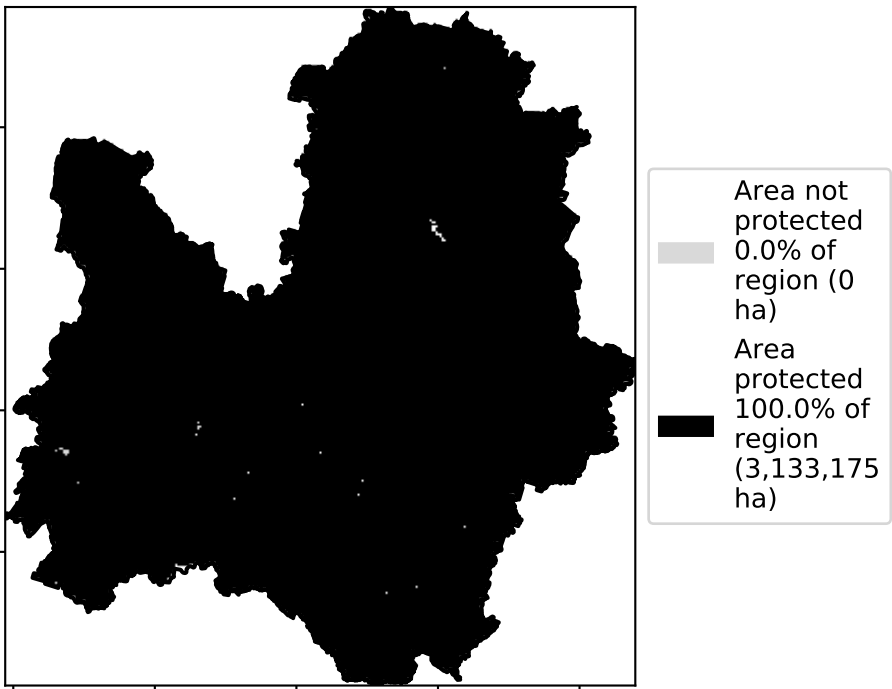 Area not
protected
0.0% of
region (0
ha)
Area
protected
100.0% of
region
(3,133,175
ha)